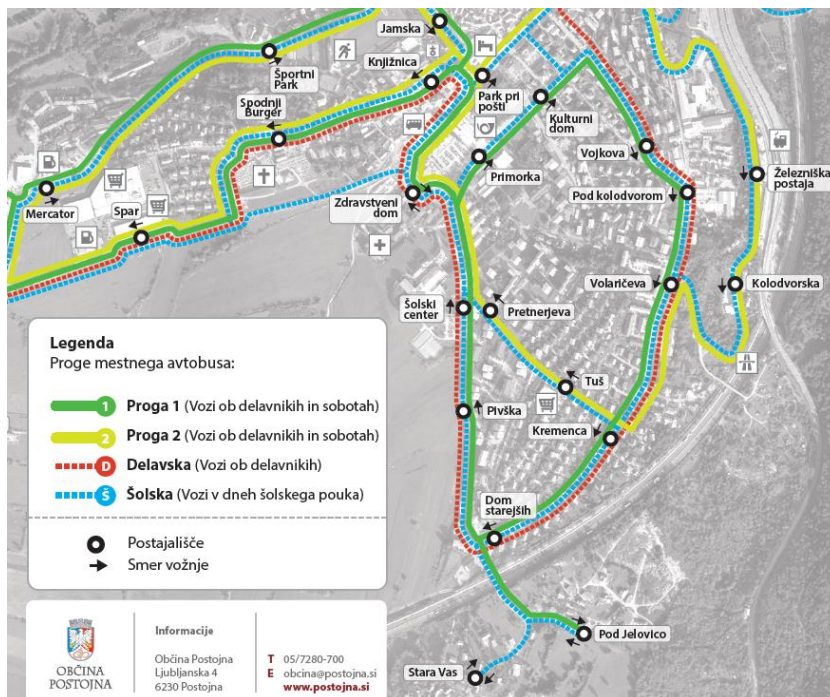 Jamska
Športni
Park
Knjižnica
Park pri
pošti
Kulturni
dom
Spodnji
Burger
Vojkova
Primorka
Železniška
postaja
Mercator
Spar
Zdravstveni
dom
Pod kolodvorom
Volaričeva
Kolodvorska
Šolski
center
Pretnerjeva
Tuš
Pivška
Kremenca
Dom
starejših
Pod Jelovico
Stara Vas
Legenda
Proge mestnega avtobusa:
1 Proga 1 (Vozi ob delavnikih in sobotah)
2 Proga 2 (Vozi ob delavnikih in sobotah)
D Delavska (Vozi ob delavnikih)
Š Šolska (Vozi v dneh šolskega pouka)
Postajališče
Smer vožnje
OBČINA
POSTOJNA
Informacije
Občina Postojna
Ljubljanska 4
6230 Postojna
T 05/7280-700
E obcina@postojna.si
www.postojna.si